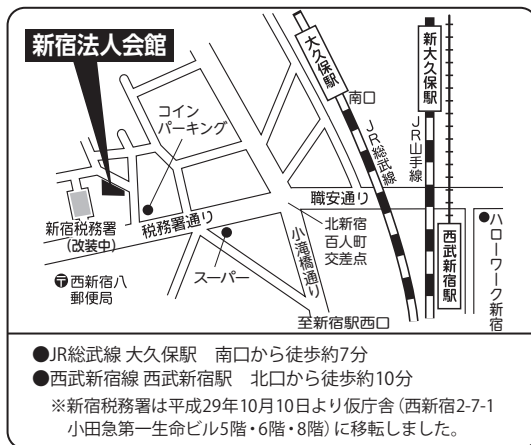 新宿法人会館
大久保駅
新大久保駅
南口
コイン
パーキング
JR総武線
JR山手線
職安通り
新宿税務署
(改装中)
税務署通り
北新宿
百人町
交差点
小滝橋通り
スーパー
西武新宿駅
ハローワーク新宿
〒西新宿八
郵便局
至新宿駅西口
●JR総武線 大久保駅 南口から徒歩約7分
●西武新宿線 西武新宿駅 北口から徒歩約10分
※新宿税務署は平成29年10月10日より仮庁舎(西新宿2-7-1
小田急第一生命ビル5階・6階・8階)に移転しました。